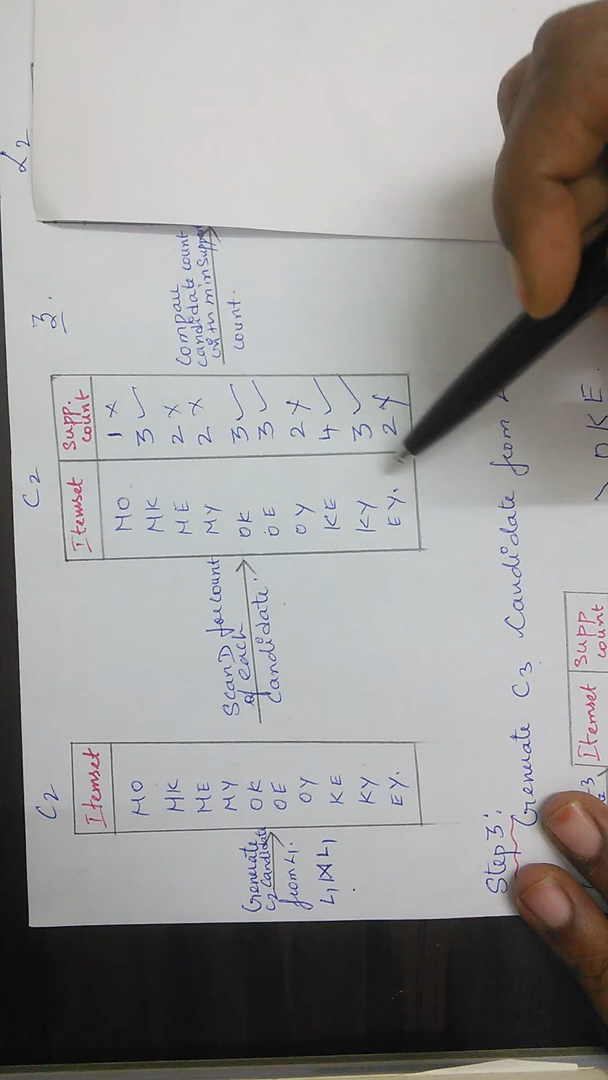 C2
Itemset
MO
MK
ME
MY
OK
OE
OY
KE
KY
EY.
Generate
C2 candidate
from L1.
L1 ⋈ L1
Scan D for count
of each
candidate.
C2
Itemset Supp. count
MO 1 ×
MK 3 ✓
ME 2 ×
MY 2 ×
OK 3 ✓
OE 3 ✓
OY 2 ×
KE 4 ✓
KY 3 ✓
EY. 2 ×
3.
Compare
candidate count
with min support
count.
L2
Step 3:
Generate C3 candidate from
Itemset Supp count
OKE.